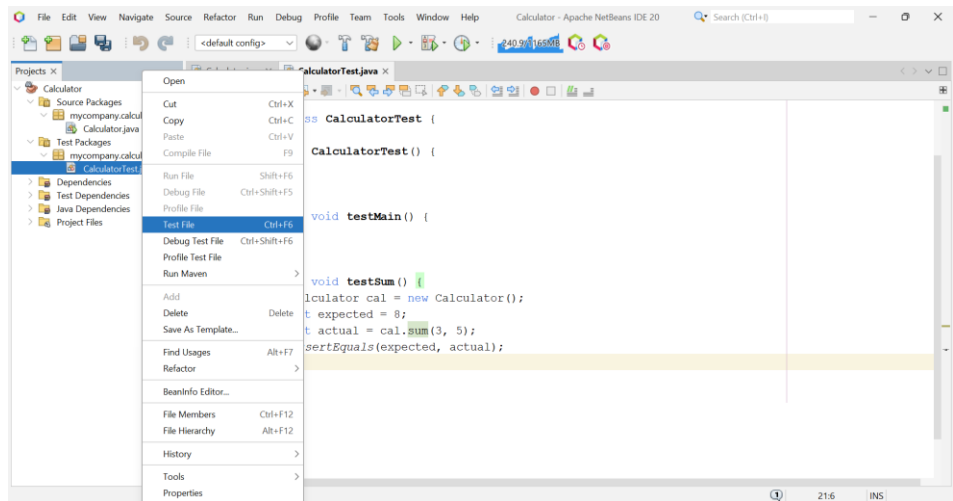 File Edit View Navigate Source Refactor Run Debug Profile Team Tools Window Help Calculator - Apache NetBeans IDE 20 Search (Ctrl+I)
<default config>
Projects
CalculatorTest.java
Calculator
Source Packages
mycompany.calcul
Calculator.java
Test Packages
mycompany.calcul
CalculatorTest.j
Dependencies
Test Dependencies
Java Dependencies
Project Files
Open
Cut Ctrl+X
Copy Ctrl+C
Paste Ctrl+V
Compile File F9
Run File Shift+F6
Debug File Ctrl+Shift+F5
Profile File
Test File Ctrl+F6
Debug Test File Ctrl+Shift+F6
Profile Test File
Run Maven
Add
Delete Delete
Save As Template...
Find Usages Alt+F7
Refactor
BeanInfo Editor...
File Members Ctrl+F12
File Hierarchy Alt+F12
History
Tools
Properties
ss CalculatorTest {
CalculatorTest() {
void testMain() {
void testSum() {
lculator cal = new Calculator();
t expected = 8;
t actual = cal.sum(3, 5);
sertEquals(expected, actual);
1
21:6 INS